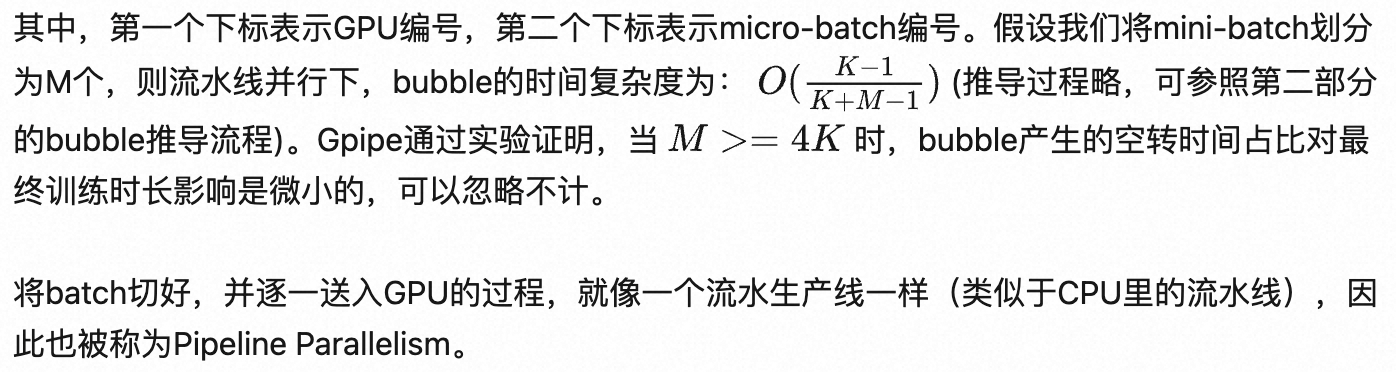 其中，第一个下标表示GPU编号，第二个下标表示micro-batch编号。假设我们将mini-batch划分
为M个，则流水线并行下，bubble的时间复杂度为： $O(\frac{K-1}{K+M-1})$ (推导过程略，可参照第二部分
的bubble推导流程)。Gpipe通过实验证明，当 $M >= 4K$ 时，bubble产生的空转时间占比对最
终训练时长影响是微小的，可以忽略不计。
将batch切好，并逐一送入GPU的过程，就像一个流水生产线一样（类似于CPU里的流水线），因
此也被称为Pipeline Parallelism。